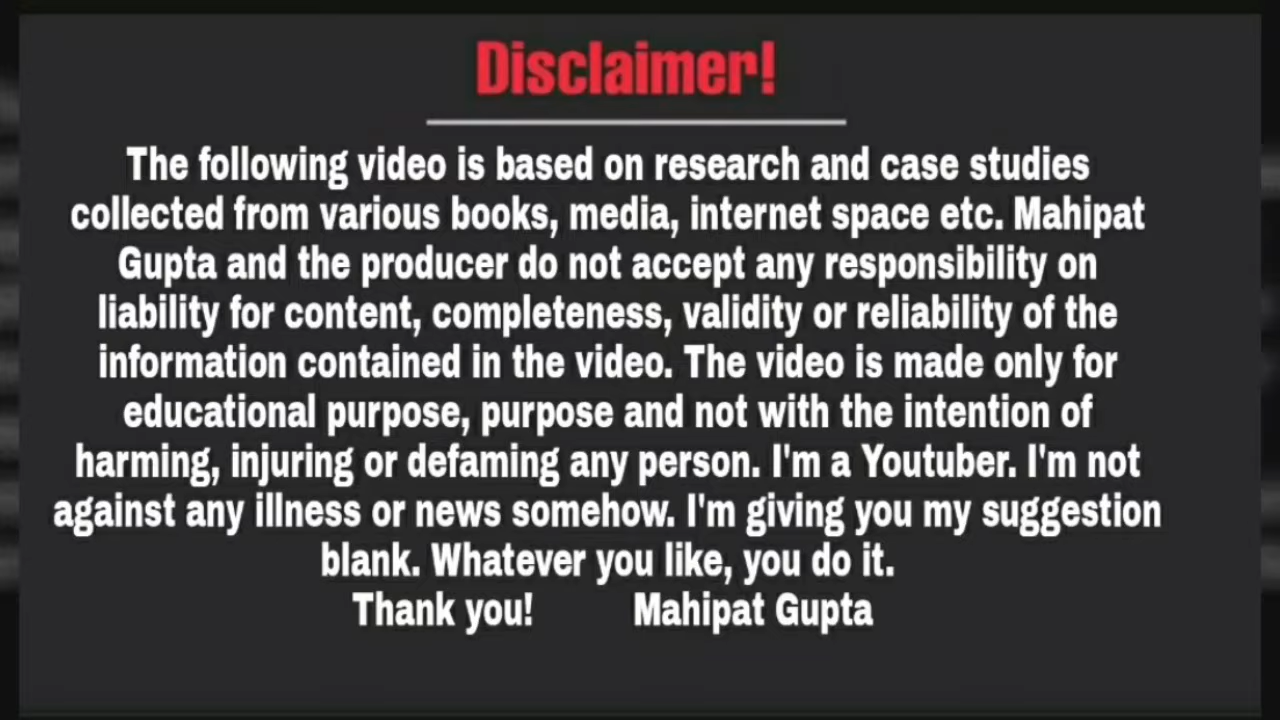 Disclaimer!
The following video is based on research and case studies
collected from various books, media, internet space etc. Mahipat
Gupta and the producer do not accept any responsibility on
liability for content, completeness, validity or reliability of the
information contained in the video. The video is made only for
educational purpose, purpose and not with the intention of
harming, injuring or defaming any person. I'm a Youtuber. I'm not
against any illness or news somehow. I'm giving you my suggestion
blank. Whatever you like, you do it.
Thank you! Mahipat Gupta